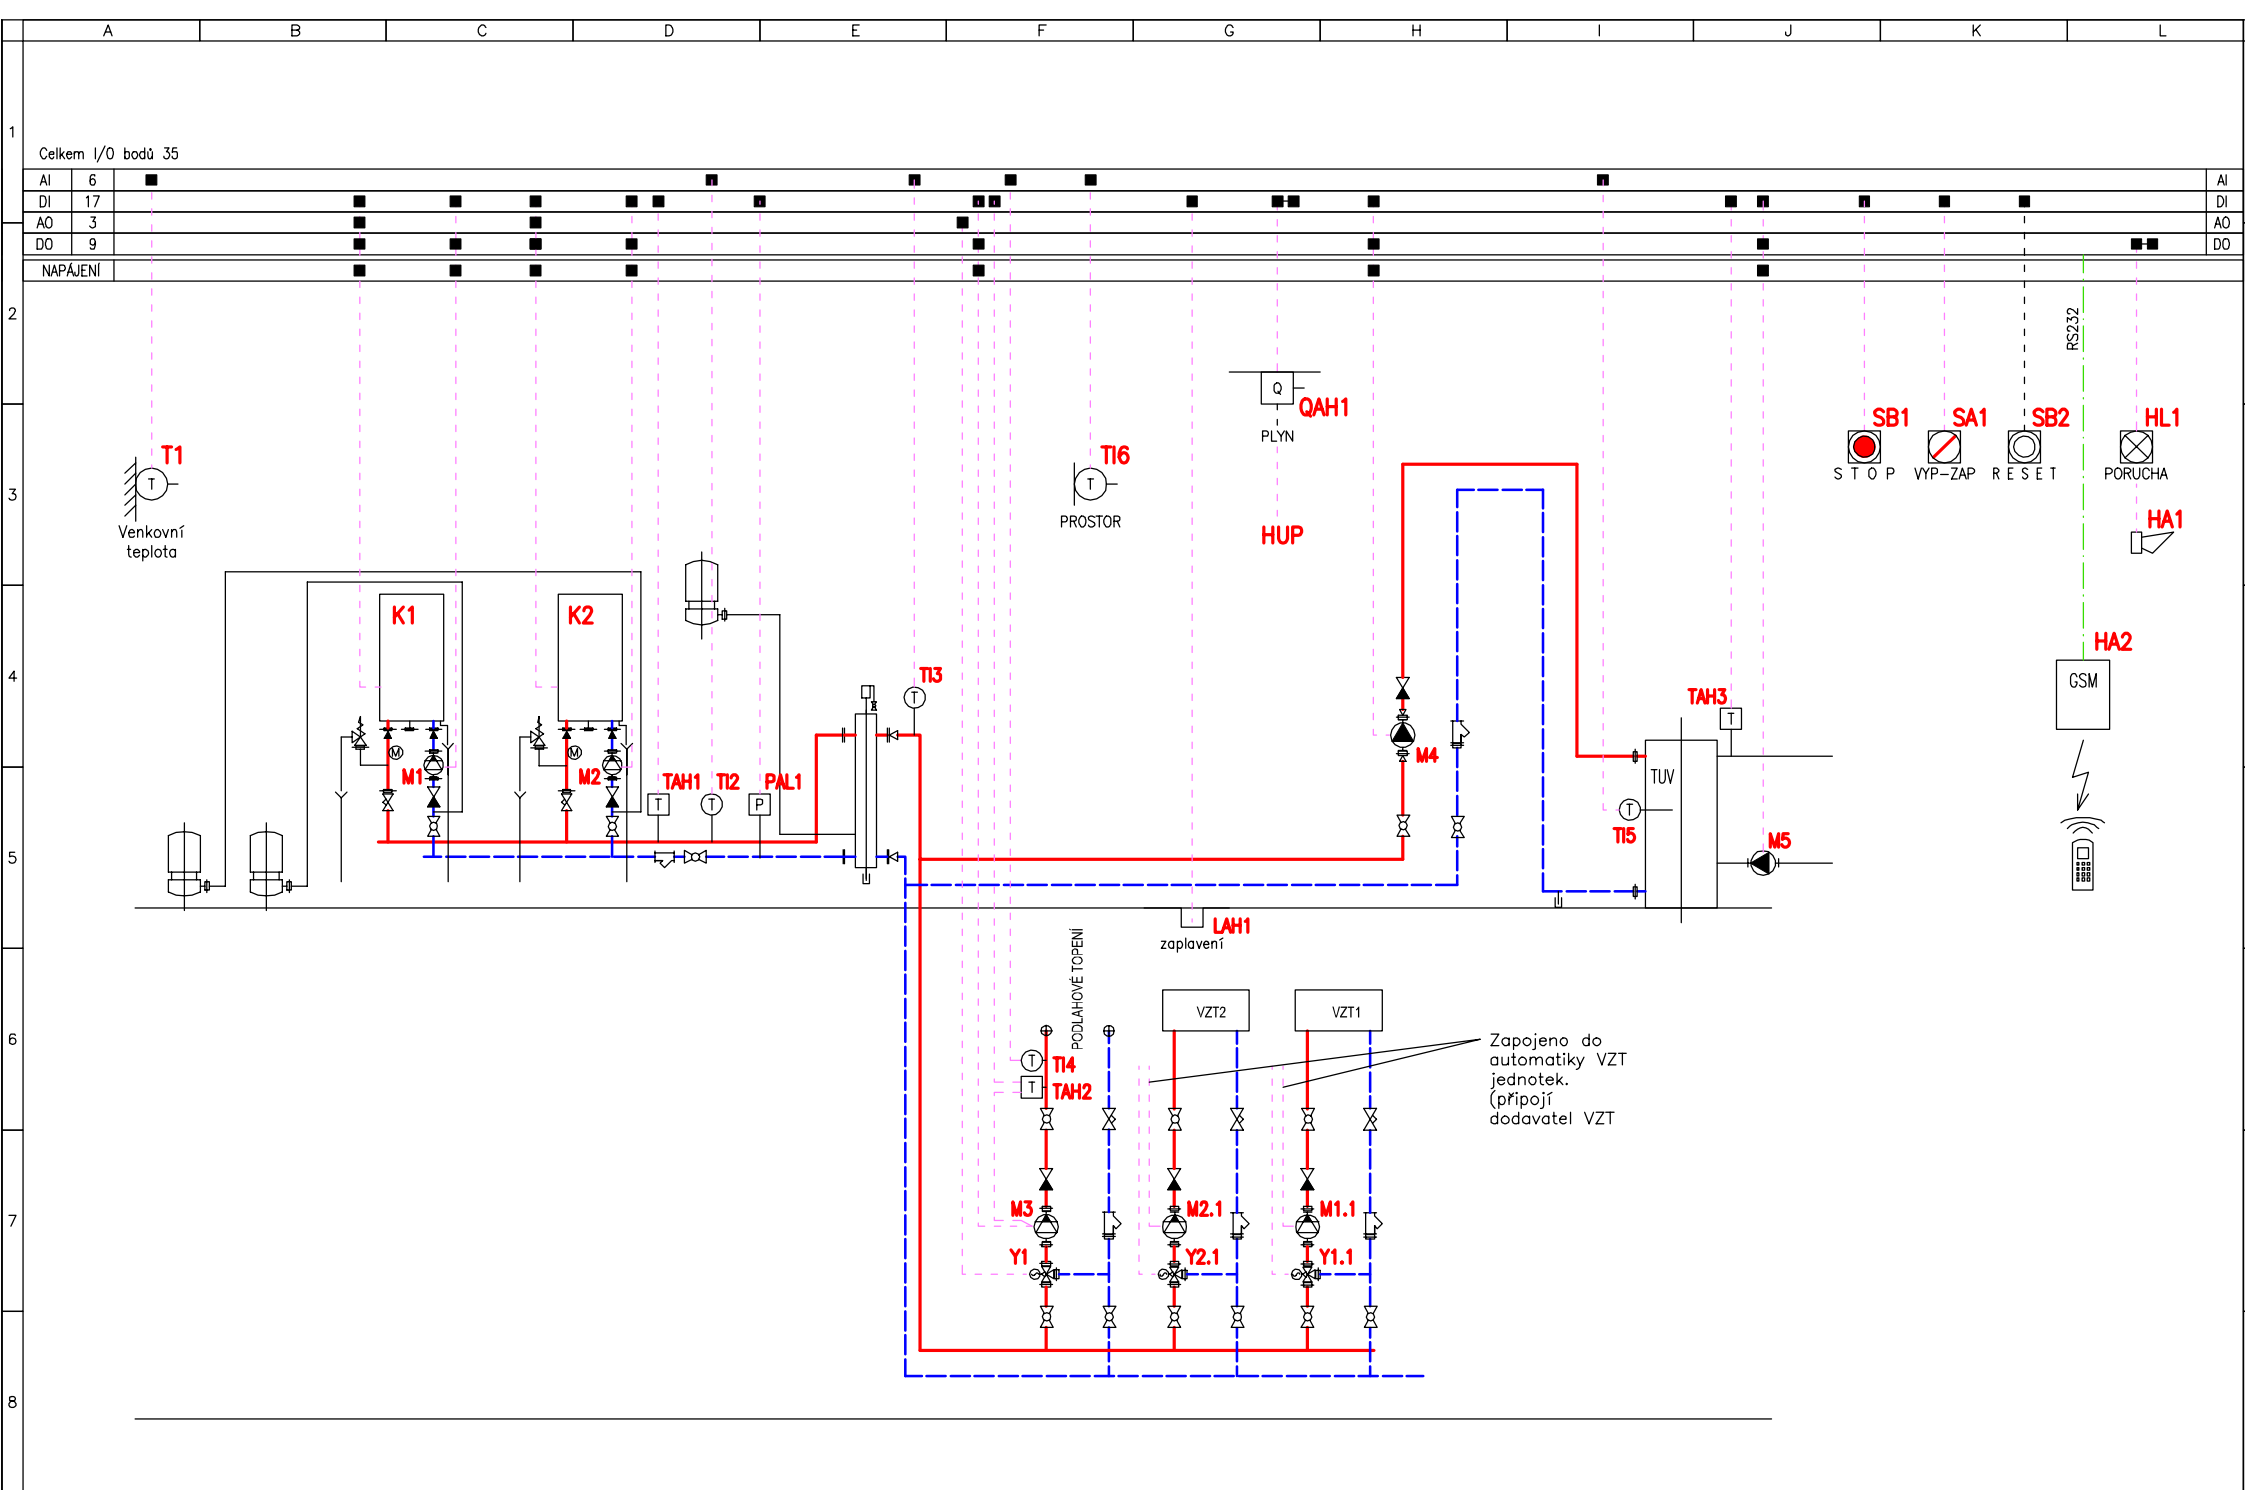 A B C D E F G H I J K L
1
Celkem I/O bodů 35
AI 6 AI
DI 17 DI
AO 3 AO
DO 9 DO
NAPÁJENÍ
2
RS232
Q
QAH1
PLYN
SB1 SA1 SB2 HL1
S T O P VYP-ZAP R E S E T PORUCHA
T1
T
Venkovní
teplota
TI6
T
PROSTOR
3
HUP
HA1
K1 K2
HA2
GSM
4
TI3
T
TAH3
T
M M
M1 M2
TAH1 TI2 PAL1
T T P
M4
TUV
T
TI5
M5
5
LAH1
zaplavení
PODLAHOVÉ TOPENÍ
VZT2 VZT1
6
Zapojeno do
automatiky VZT
jednotek.
(připojí
dodavatel VZT
T TI4
T TAH2
7
M3 M2.1 M1.1
Y1 Y2.1 Y1.1
8